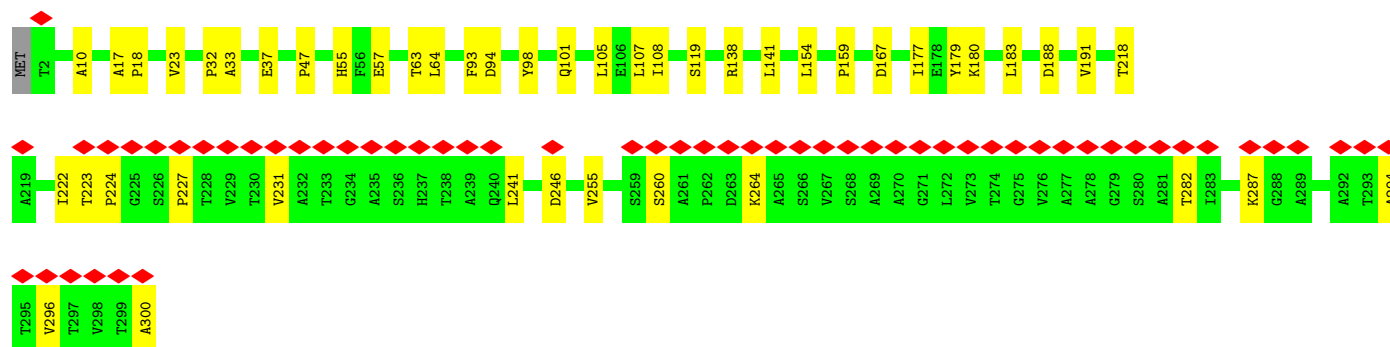 MET T2 A10 A17 P18 V23 P32 A33 E37 P47 H55 F56 E57 T63 L64 F93 D94 Y98 Q101 L105 E106 L107 I108 S119 R138 L141 L154 P159 D167 I177 E178 Y179 K180 L183 D188 V191 T218
A219 I222 T223 P224 G225 S226 P227 T228 V229 T230 V231 A232 T233 G234 A235 S236 H237 T238 A239 Q240 L241 D246 V255 S259 S260 A261 P262 D263 K264 A265 S266 V267 S268 A269 A270 G271 L272 V273 T274 G275 V276 A277 A278 G279 S280 A281 T282 I283 K287 G288 A289 A292 T293
T295 V296 T297 V298 T299 A300